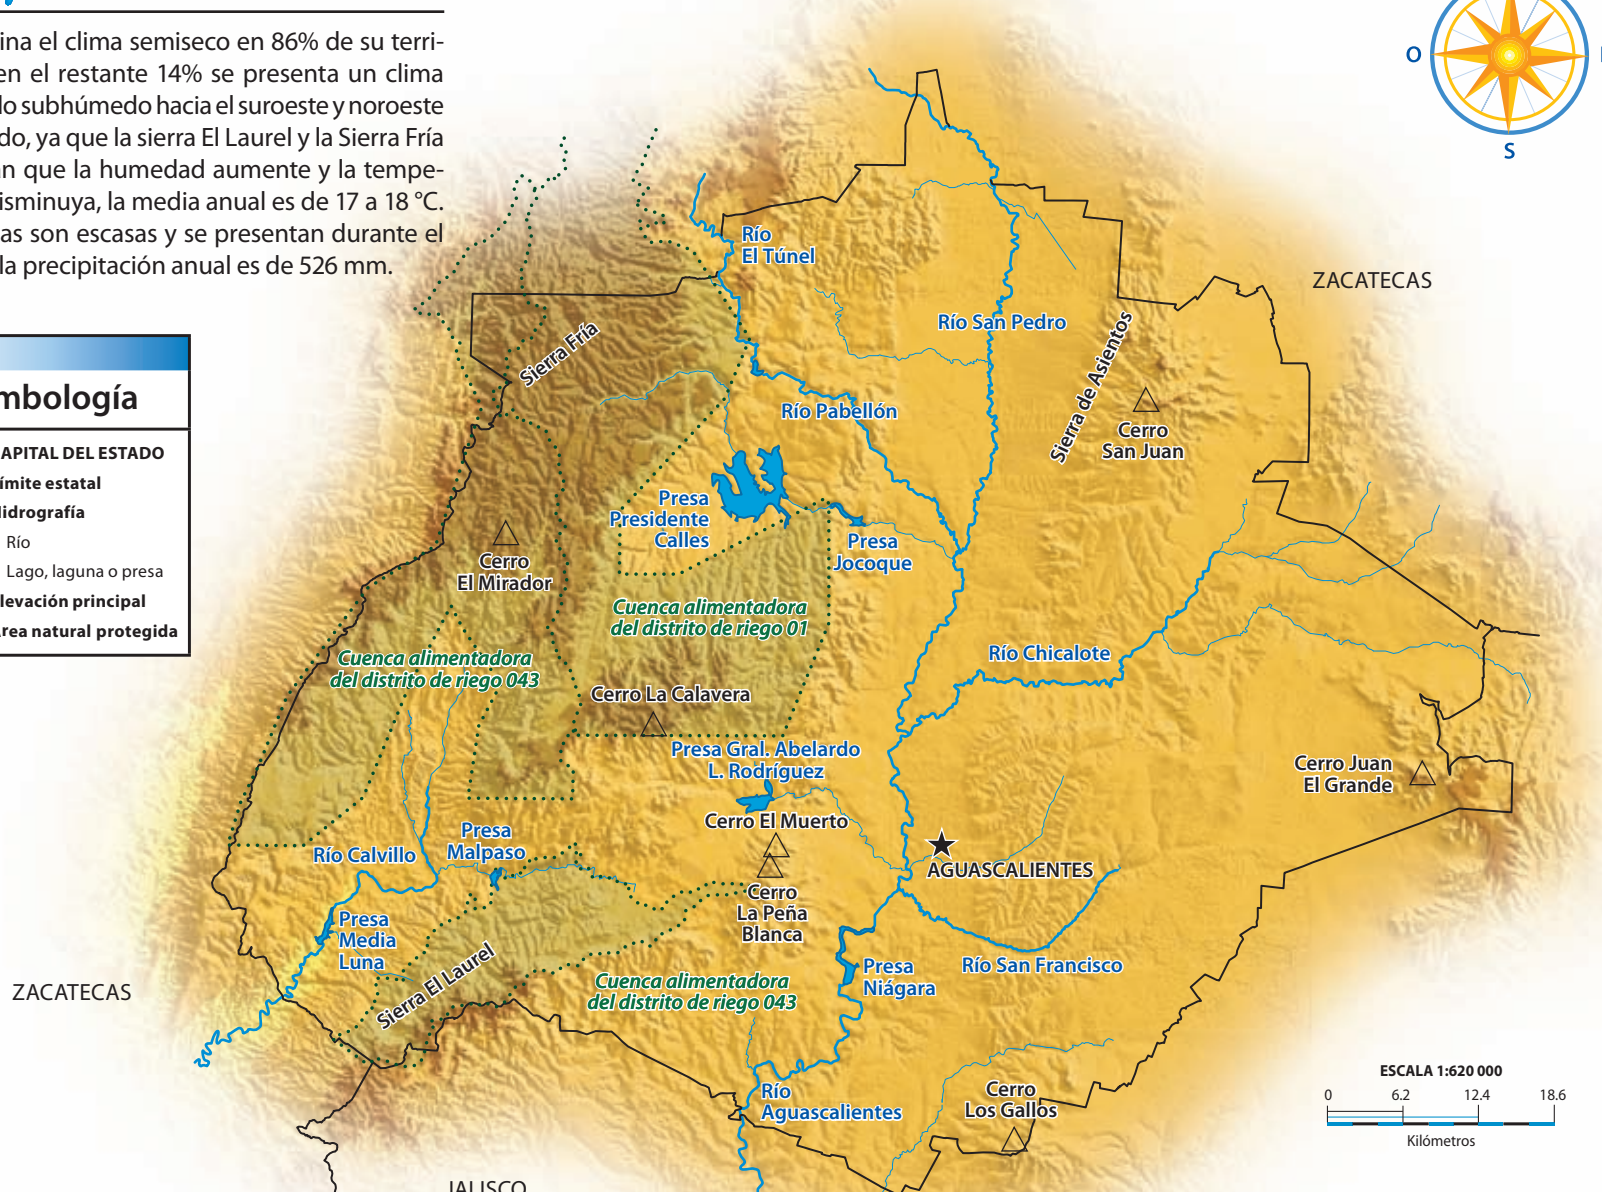 ina el clima semiseco en 86% de su terri-
en el restante 14% se presenta un clima
do subhúmedo hacia el suroeste y noroeste
do, ya que la sierra El Laurel y la Sierra Fría
an que la humedad aumente y la tempe-
isminuya, la media anual es de 17 a 18 °C.
as son escasas y se presentan durante el
la precipitación anual es de 526 mm.
O
S
mbología
APITAL DEL ESTADO
ímite estatal
Hidrografía
Río
Lago, laguna o presa
levación principal
Área natural protegida
Río
El Túnel
ZACATECAS
Río San Pedro
Sierra Fría
Sierra de Asientos
Río Pabellón
Cerro
San Juan
Presa
Presidente
Calles
Presa
Jocoque
Cerro
El Mirador
Cuenca alimentadora
del distrito de riego 01
Cuenca alimentadora
del distrito de riego 043
Río Chicalote
Cerro La Calavera
Presa Gral. Abelardo
L. Rodríguez
Cerro Juan
El Grande
Cerro El Muerto
Presa
Malpaso
Río Calvillo
AGUASCALIENTES
Cerro
La Peña
Blanca
Presa
Media
Luna
Sierra El Laurel
Río San Francisco
Presa
Niágara
Cuenca alimentadora
del distrito de riego 043
ZACATECAS
Río
Aguascalientes
Cerro
Los Gallos
ESCALA 1:620 000
0 6.2 12.4 18.6
Kilómetros
JALISCO